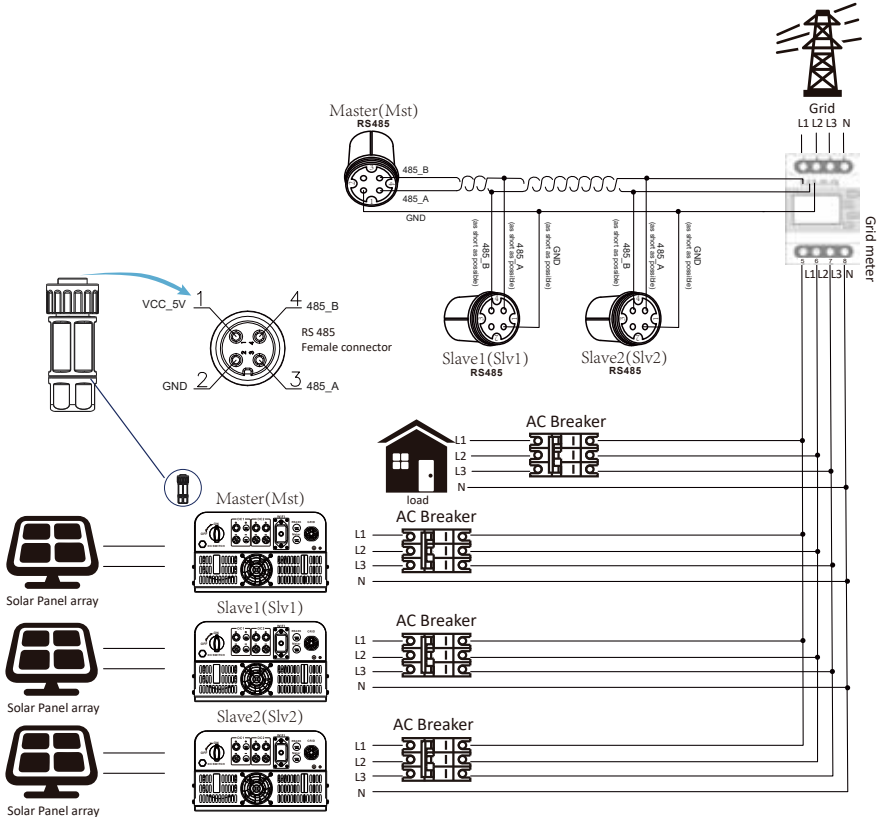 Grid
L1 L2 L3 N
Master(Mst)
RS485
485_B
485_A
GND
Grid meter
5 6 7 8
L1 L2 L3 N
485_B
(as short as possible)
485_A
(as short as possible)
GND
(as short as possible)
485_B
(as short as possible)
485_A
(as short as possible)
GND
(as short as possible)
Slave1(Slv1)
RS485
Slave2(Slv2)
RS485
VCC_5V
1
4
485_B
RS 485
Female connector
GND
2
3
485_A
AC Breaker
L1
L2
L3
N
load
Master(Mst)
AC Breaker
L1
L2
L3
N
Solar Panel array
Slave1(Slv1)
AC Breaker
L1
L2
L3
N
Solar Panel array
Slave2(Slv2)
AC Breaker
L1
L2
L3
N
Solar Panel array